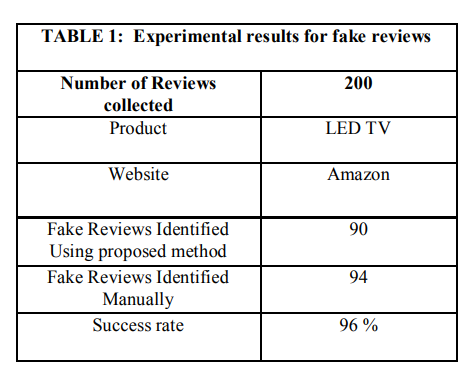 TABLE 1: Experimental results for fake reviews
Number of Reviews
collected
200
Product
LED TV
Website
Amazon
Fake Reviews Identified
Using proposed method
90
Fake Reviews Identified
Manually
94
Success rate
96 %